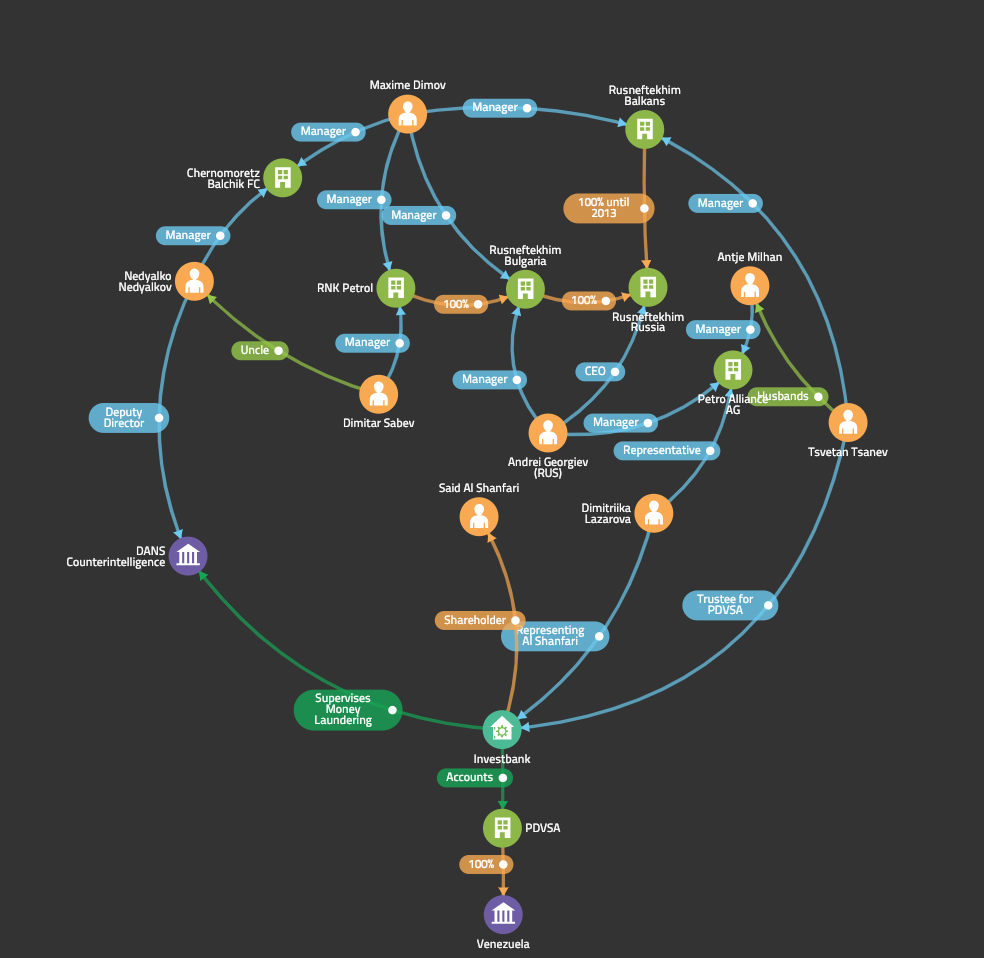 Maxime Dimov
Rusneftekhim
Balkans
Manager
Manager
Chernomoretz
Balchik FC
Manager
Manager
100% until
2013
Manager
Manager
Rusneftekhim
Bulgaria
Antje Milhan
Nedyalko
Nedyalkov
RNK Petrol
100%
100%
Rusneftekhim
Russia
Manager
Manager
Uncle
CEO
Manager
Husbands
Petro Alliance
AG
Dimitar Sabev
Deputy
Director
Manager
Representative
Tsvetan Tsanev
Andrei Georgiev
(RUS)
Said Al Shanfari
Dimitriika
Lazarova
DANS
Counterintelligence
Trustee for
PDVSA
Shareholder
Representing
Al Shanfari
Supervises
Money
Laundering
Investbank
Accounts
PDVSA
100%
Venezuela